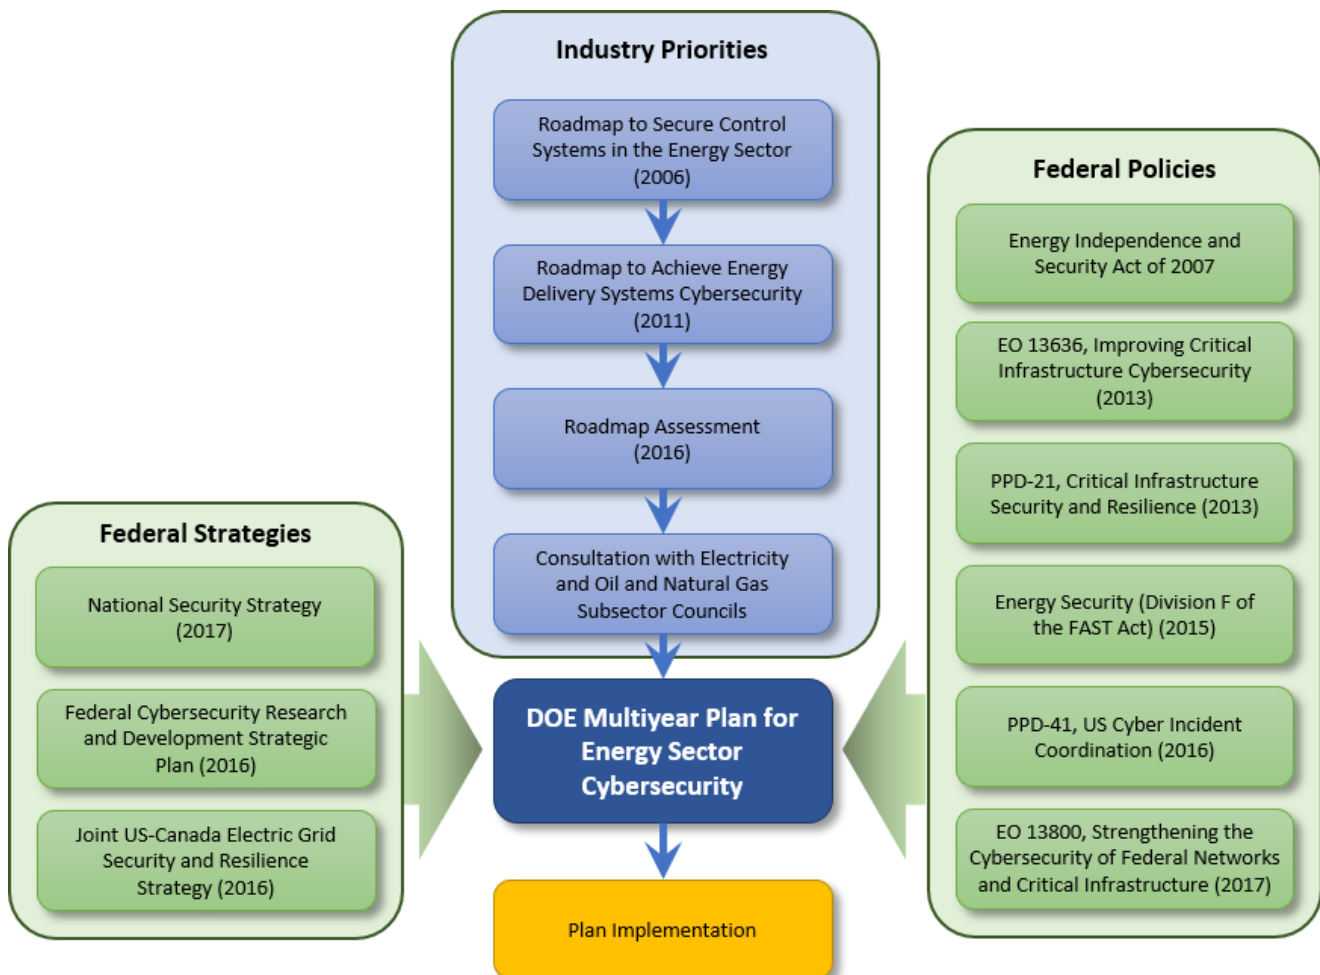 Industry Priorities
Roadmap to Secure Control
Systems in the Energy Sector
(2006)
Roadmap to Achieve Energy
Delivery Systems Cybersecurity
(2011)
Roadmap Assessment
(2016)
Consultation with Electricity
and Oil and Natural Gas
Subsector Councils
Federal Strategies
National Security Strategy
(2017)
Federal Cybersecurity Research
and Development Strategic
Plan (2016)
Joint US-Canada Electric Grid
Security and Resilience
Strategy (2016)
Federal Policies
Energy Independence and
Security Act of 2007
EO 13636, Improving Critical
Infrastructure Cybersecurity
(2013)
PPD-21, Critical Infrastructure
Security and Resilience (2013)
Energy Security (Division F of
the FAST Act) (2015)
PPD-41, US Cyber Incident
Coordination (2016)
EO 13800, Strengthening the
Cybersecurity of Federal Networks
and Critical Infrastructure (2017)
DOE Multiyear Plan for
Energy Sector
Cybersecurity
Plan Implementation